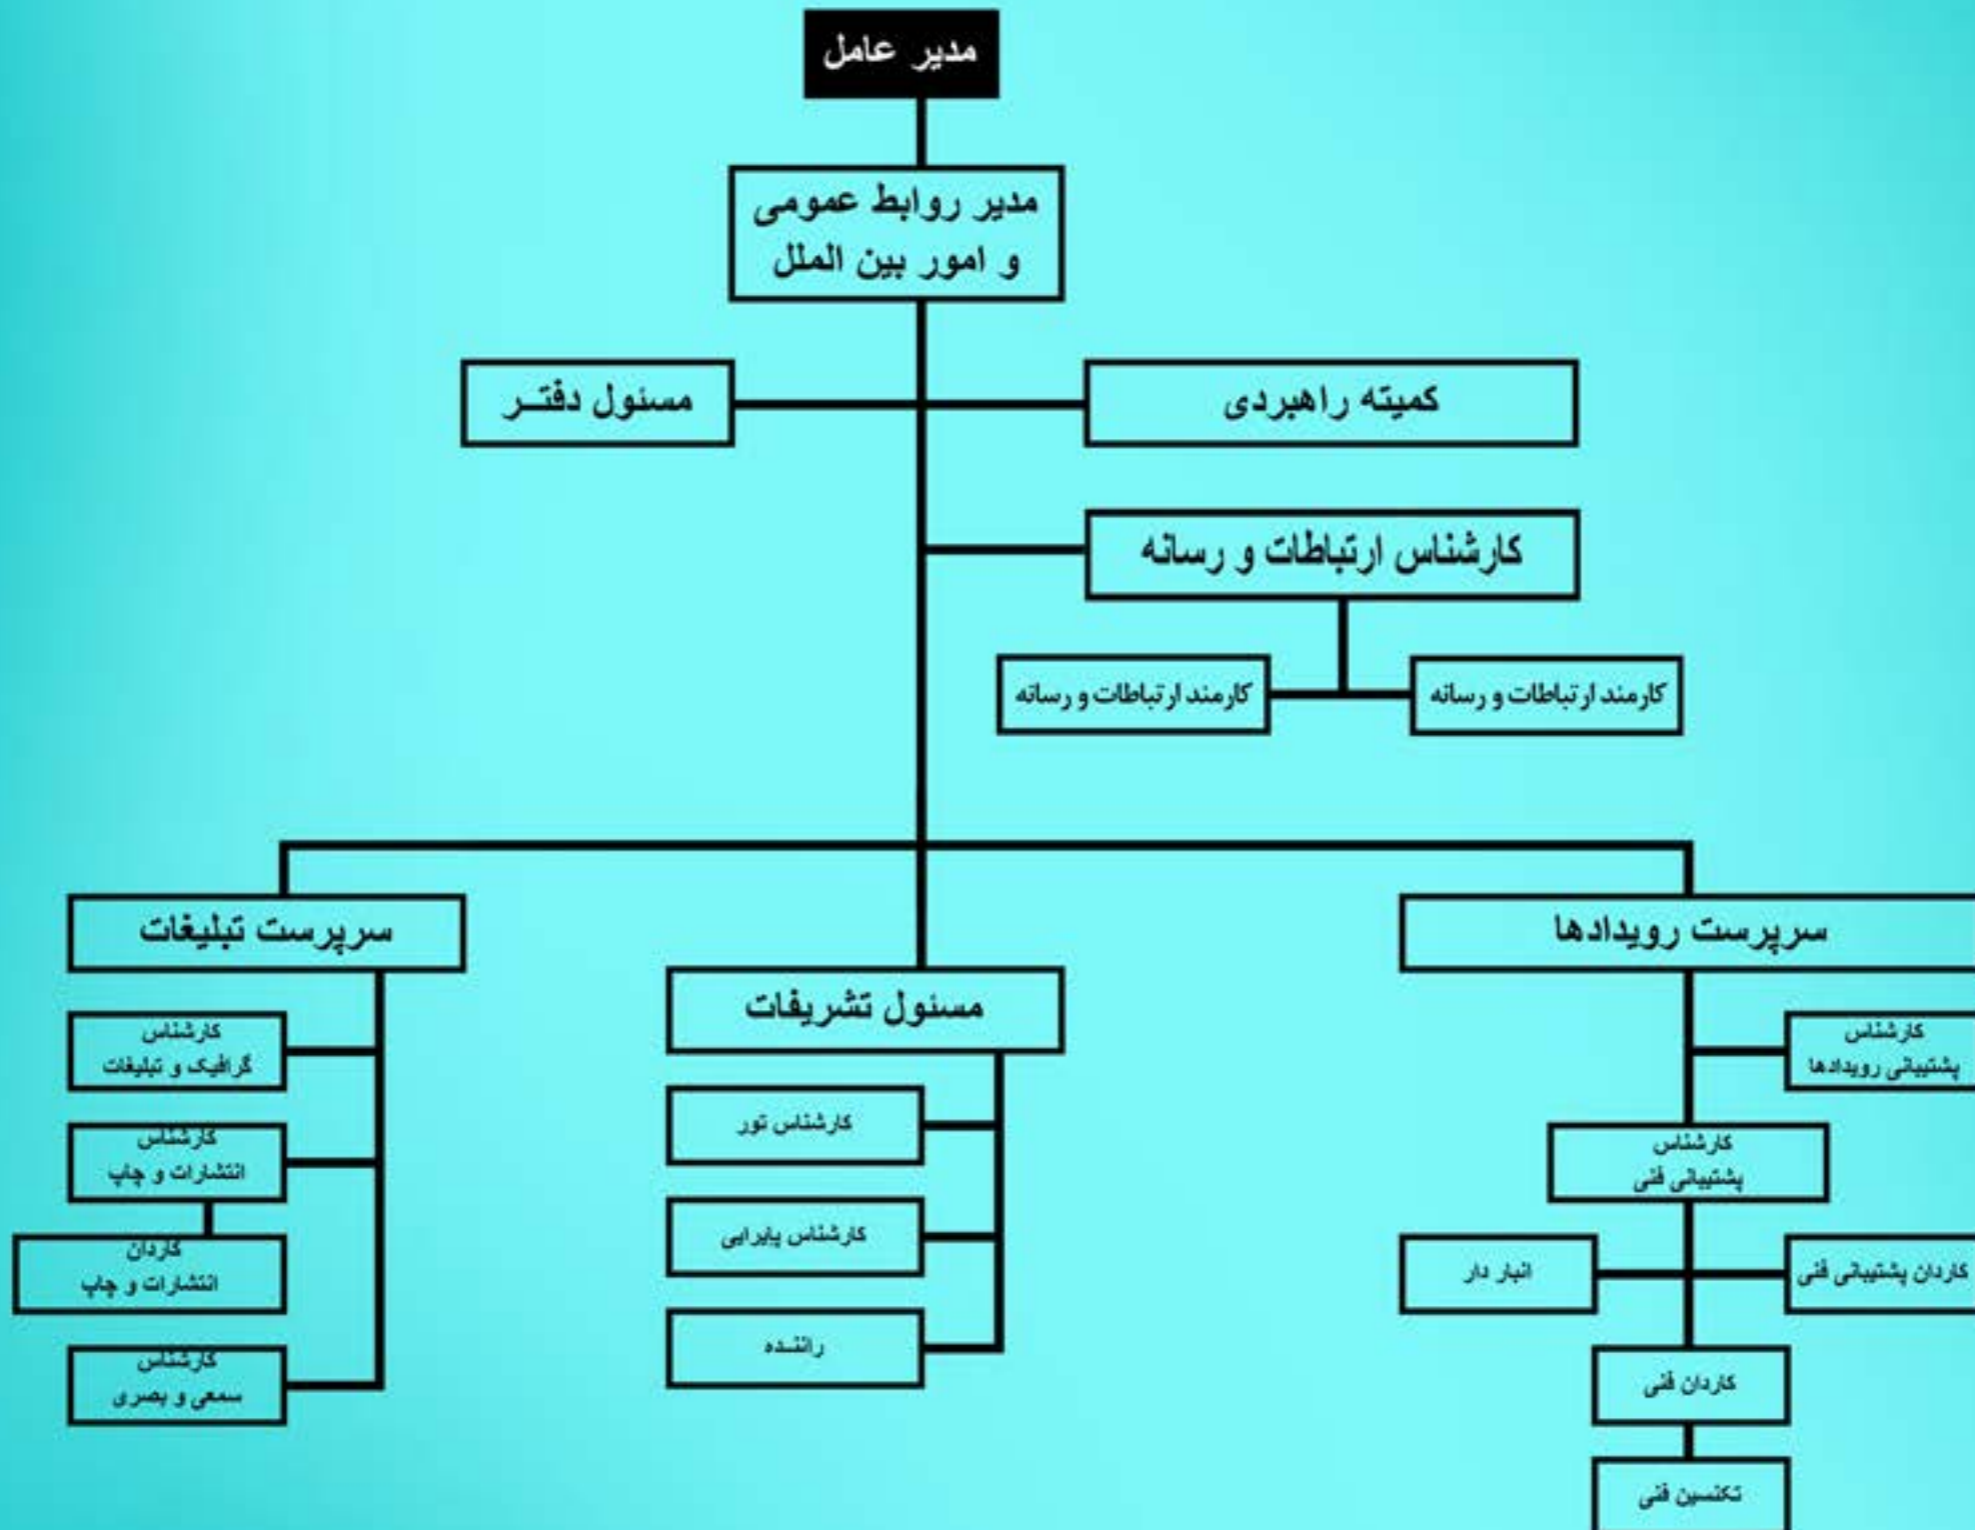 مدیر عامل
مدیر روابط عمومی
و امور بین الملل
کمیته راهبردی
مسئول دفتـر
کارشناس ارتباطات و رسانه
کارمند ارتباطات و رسانه
کارمند ارتباطات و رسانه
سرپرست رویدادها
کارشناس
پشتیبانی رویدادها
کارشناس
پشتیبانی فنی
کاردان پشتیبانی فنی
انبار دار
کاردان فنی
تکنسین فنی
مسئول تشریفات
کارشناس تور
کارشناس پایرایی
راننـده
سرپرست تبلیغات
کارشناس
گرافیک و تبلیغات
کارشناس
انتشارات و چاپ
کاردان
انتشارات و چاپ
کارشناس
سمعی و بصری